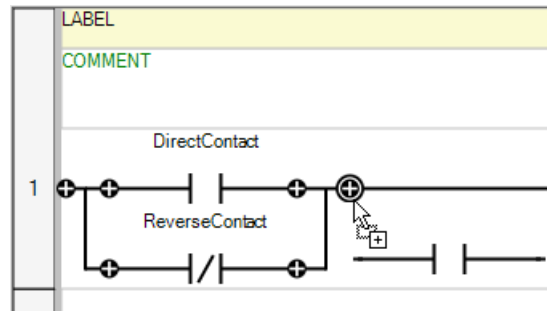 LABEL
COMMENT
DirectContact
1
ReverseContact